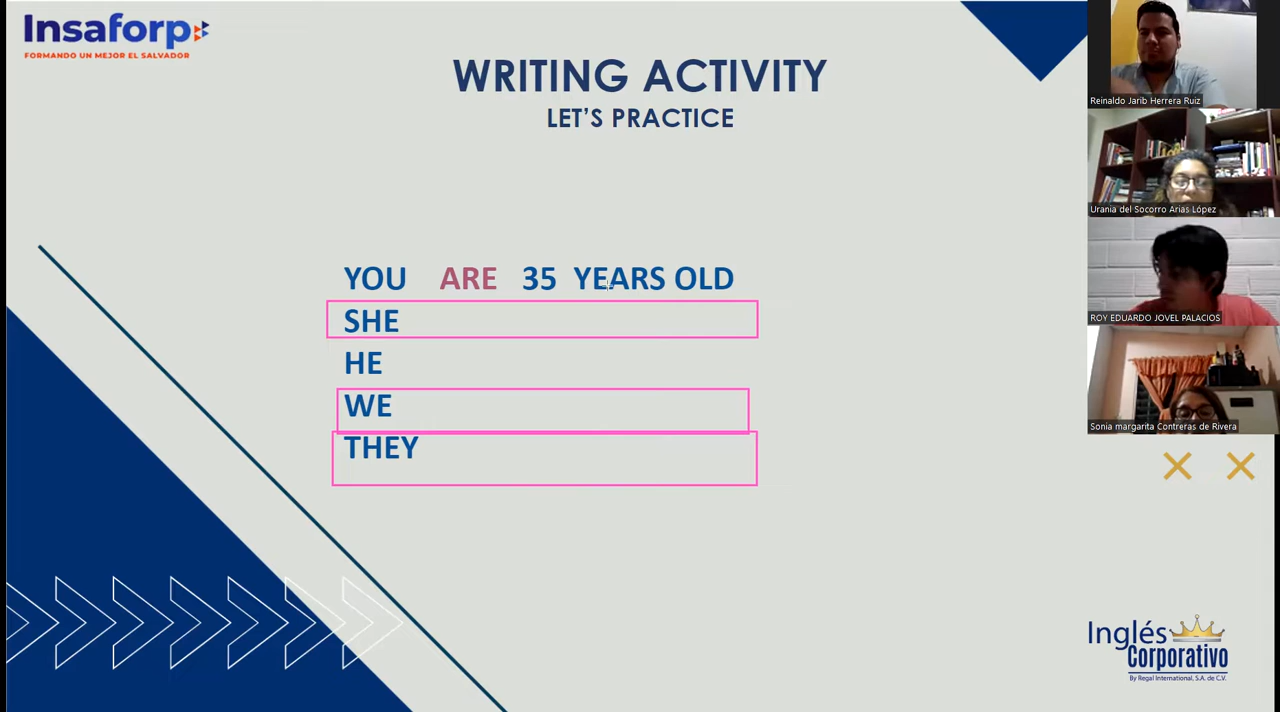 Insaforp
FORMANDO UN MEJOR EL SALVADOR
WRITING ACTIVITY
LET'S PRACTICE
YOU ARE 35 YEARS OLD
SHE
HE
WE
THEY
Reinaldo Jarib Herrera Ruiz
Urania del Socorro Arias López
ROY EDUARDO JOVEL PALACIOS
Sonia margarita Contreras de Rivera
Inglés
Corporativo
By Regal International, S.A. de C.V.